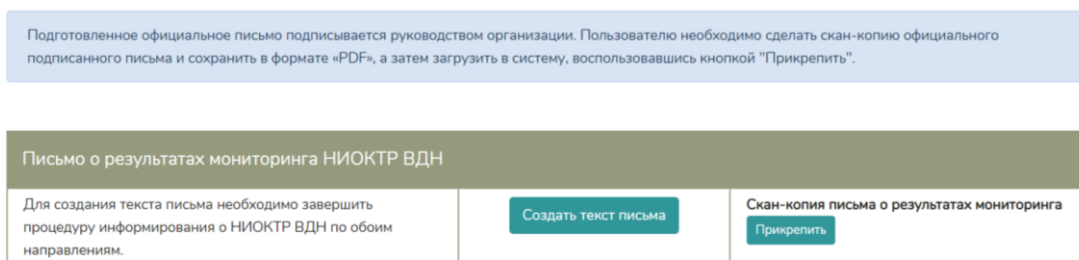 Подготовленное официальное письмо подписывается руководством организации. Пользователю необходимо сделать скан-копию официального
подписанного письма и сохранить в формате «PDF», а затем загрузить в систему, воспользовавшись кнопкой "Прикрепить".
Письмо о результатах мониторинга НИОКТР ВДН
Для создания текста письма необходимо завершить
процедуру информирования о НИОКТР ВДН по обоим
направлениям.
Создать текст письма
Скан-копия письма о результатах мониторинга
Прикрепить